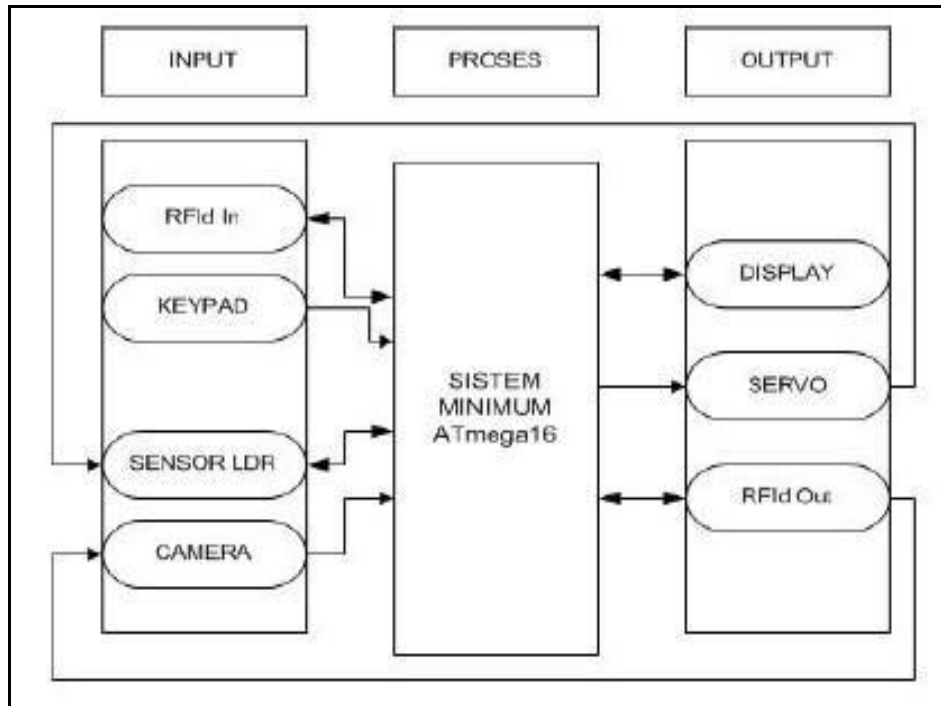 INPUT
PROSES
OUTPUT
RFId In
KEYPAD
SENSOR LDR
CAMERA
SISTEM
MINIMUM
ATmega16
DISPLAY
SERVO
RFId Out